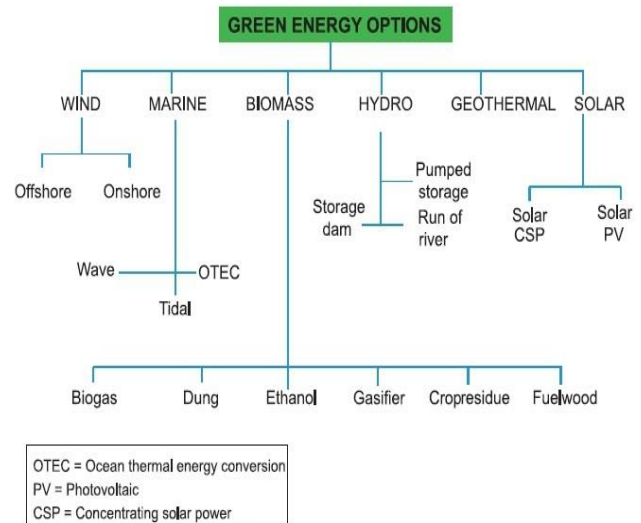 GREEN ENERGY OPTIONS
WIND MARINE BIOMASS HYDRO GEOTHERMAL SOLAR
Offshore Onshore
Pumped
storage
Storage
dam
Run of
river
Solar
CSP
Solar
PV
Wave OTEC
Tidal
Biogas Dung Ethanol Gasifier Cropresidue Fuelwood
OTEC = Ocean thermal energy conversion
PV = Photovoltaic
CSP = Concentrating solar power